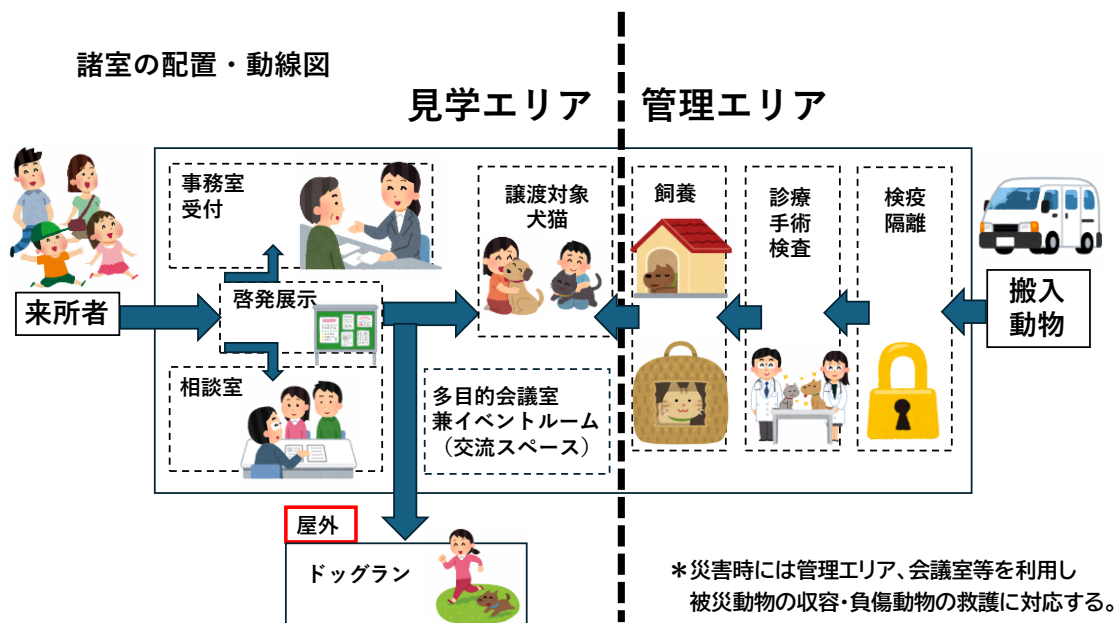 諸室の配置・動線図
見学エリア
管理エリア
来所者
事務室
受付
啓発展示
相談室
譲渡対象
犬猫
多目的会議室
兼イベントルーム
（交流スペース）
屋外
ドッグラン
飼養
診療
手術
検査
検疫
隔離
搬入
動物
＊災害時には管理エリア、会議室等を利用し
被災動物の収容・負傷動物の救護に対応する。